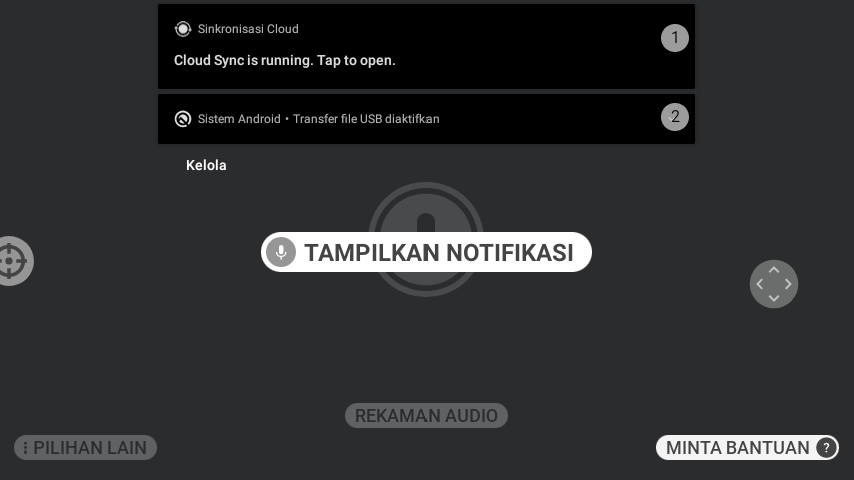 Sinkronisasi Cloud
1
Cloud Sync is running. Tap to open.
Sistem Android • Transfer file USB diaktifkan
2
Kelola
TAMPILKAN NOTIFIKASI
REKAMAN AUDIO
PILIHAN LAIN
MINTA BANTUAN ?